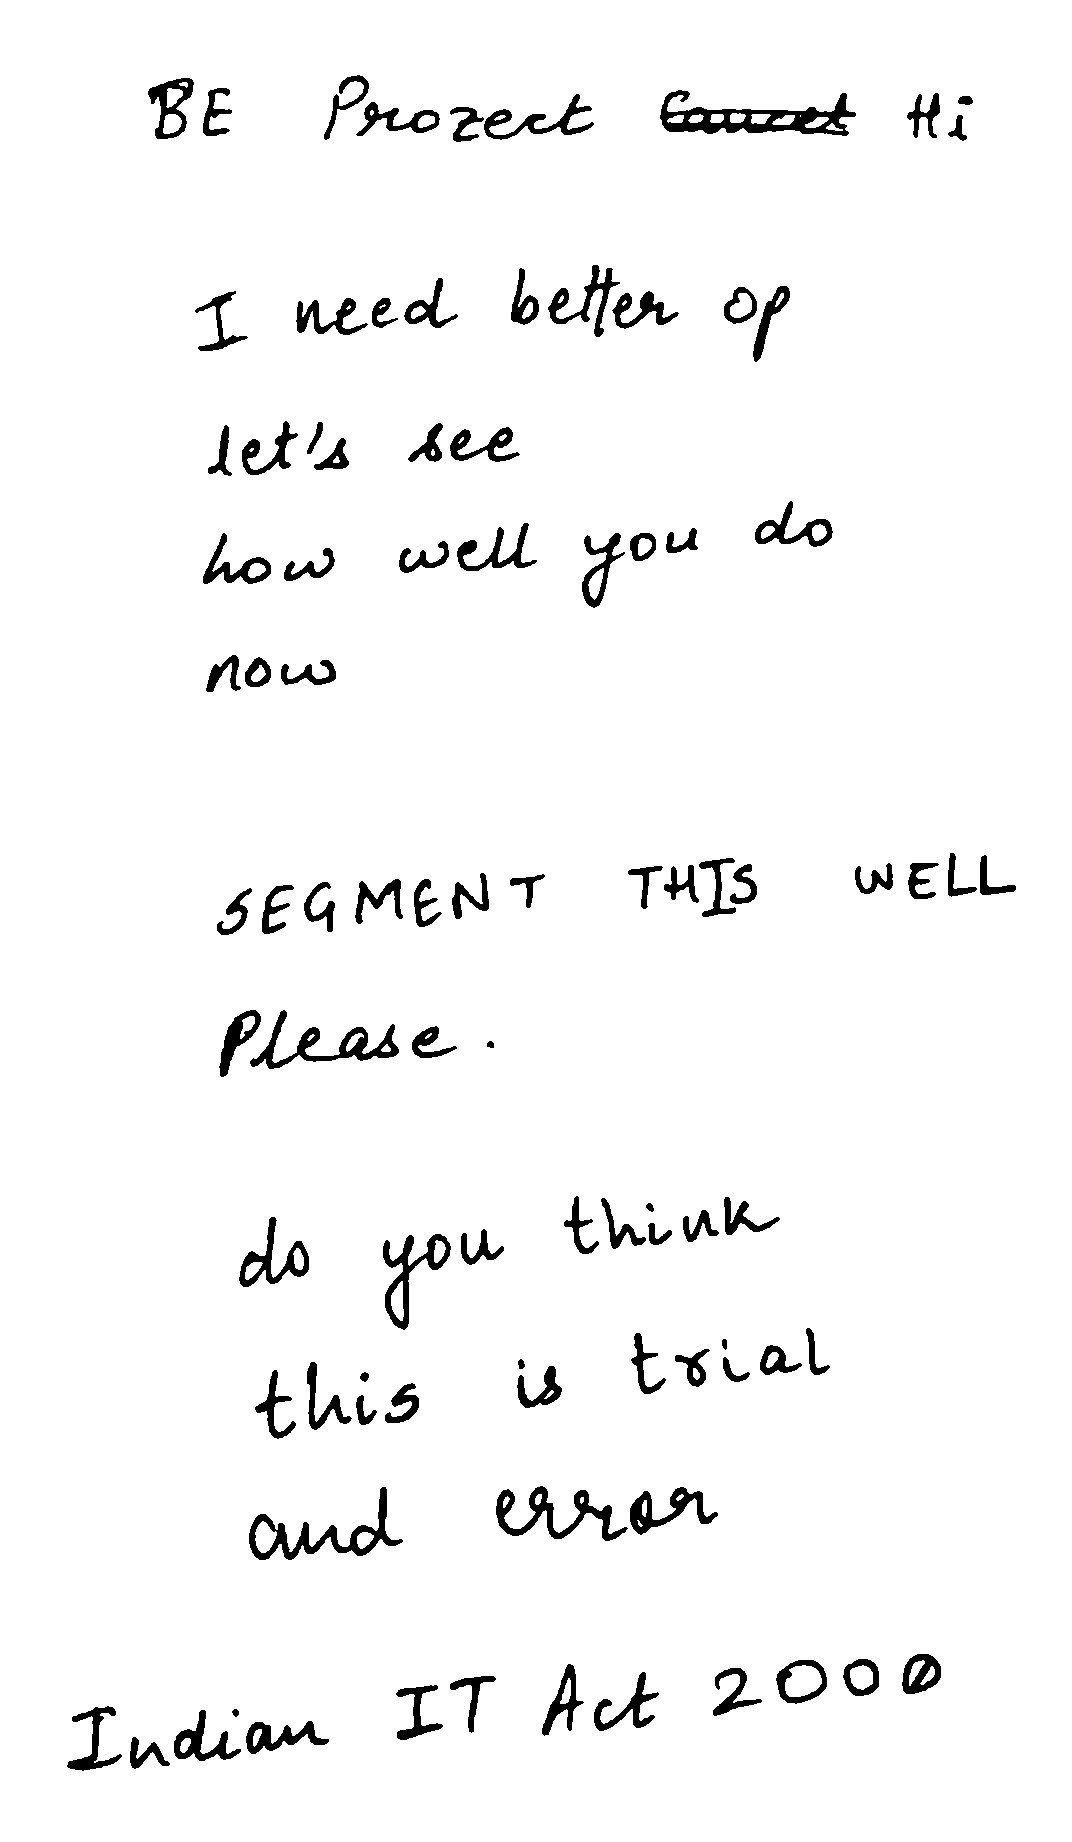 BE Prozect Hi
I need better op
let's see
how well you do
now
SEGMENT THIS WELL
Please.
do you think
this is trial
and error
Indian IT Act 2000